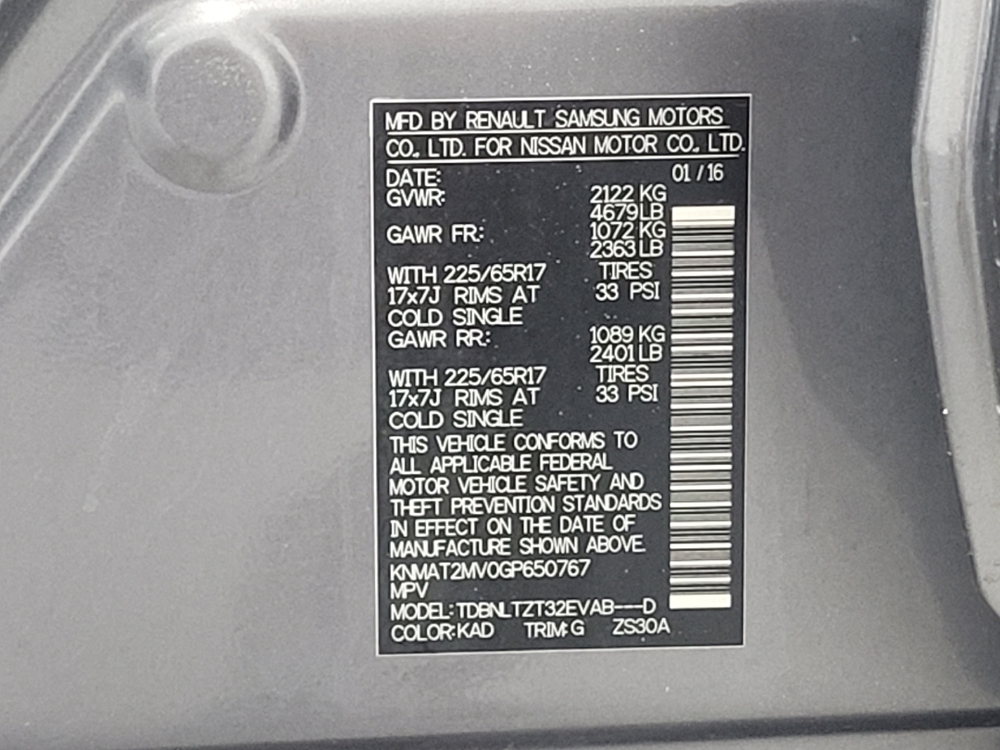 MFD BY RENAULT SAMSUNG MOTORS
CO., LTD. FOR NISSAN MOTOR CO., LTD.
DATE: 01 / 16
GVWR: 2122 KG
4679 LB
GAWR FR: 1072 KG
2363 LB
WITH 225/65R17 TIRES
17x7J RIMS AT 33 PSI
COLD SINGLE
GAWR RR: 1089 KG
2401 LB
WITH 225/65R17 TIRES
17x7J RIMS AT 33 PSI
COLD SINGLE
THIS VEHICLE CONFORMS TO
ALL APPLICABLE FEDERAL
MOTOR VEHICLE SAFETY AND
THEFT PREVENTION STANDARDS
IN EFFECT ON THE DATE OF
MANUFACTURE SHOWN ABOVE.
KNMAT2MV0GP650767
MPV
MODEL: TDBNLTZT32EVAB---D
COLOR: KAD TRIM: G ZS30A